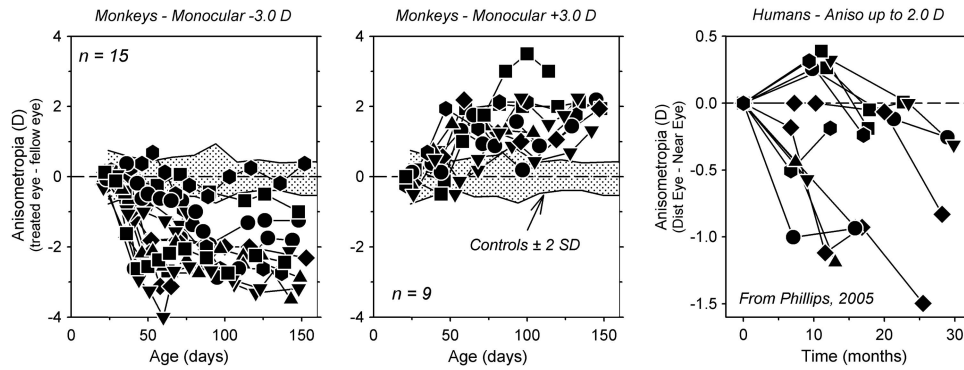 Monkeys - Monocular -3.0 D
Monkeys - Monocular +3.0 D
Humans - Aniso up to 2.0 D
Anisometropia (D)
(treated eye - fellow eye)
4
2
0
-2
-4
n = 15
0
50
100
150
Age (days)
4
2
0
-2
-4
Controls ± 2 SD
n = 9
0
50
100
150
Age (days)
Anisometropia (D)
(Dist Eye - Near Eye)
0.5
0.0
-0.5
-1.0
-1.5
From Phillips, 2005
0
10
20
30
Time (months)